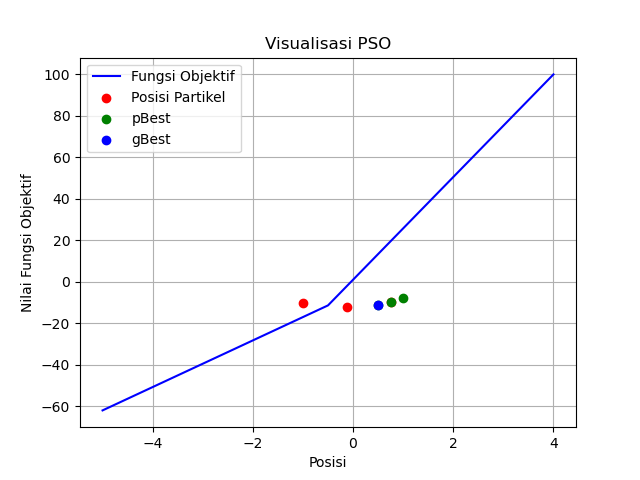 Visualisasi PSO
Fungsi Objektif
Posisi Partikel
pBest
gBest
Nilai Fungsi Objektif
100
80
60
40
20
0
−20
−40
−60
−4 −2 0 2 4
Posisi